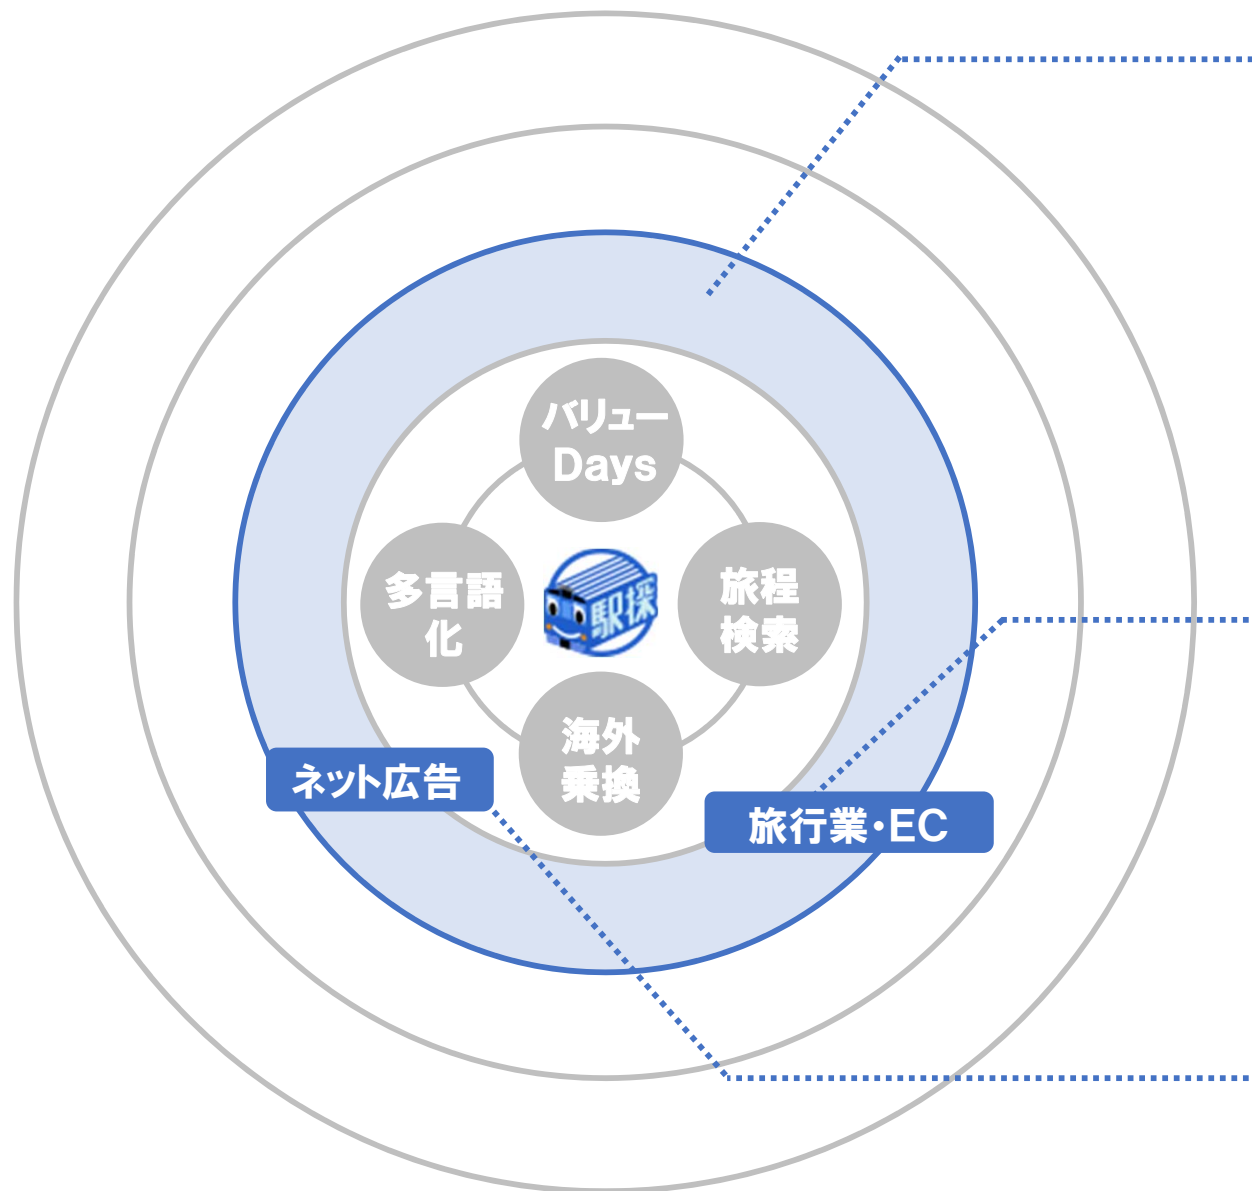 バリュー
Days
多言語
化
駅探
旅程
検索
海外
乗換
ネット広告
旅行業・EC